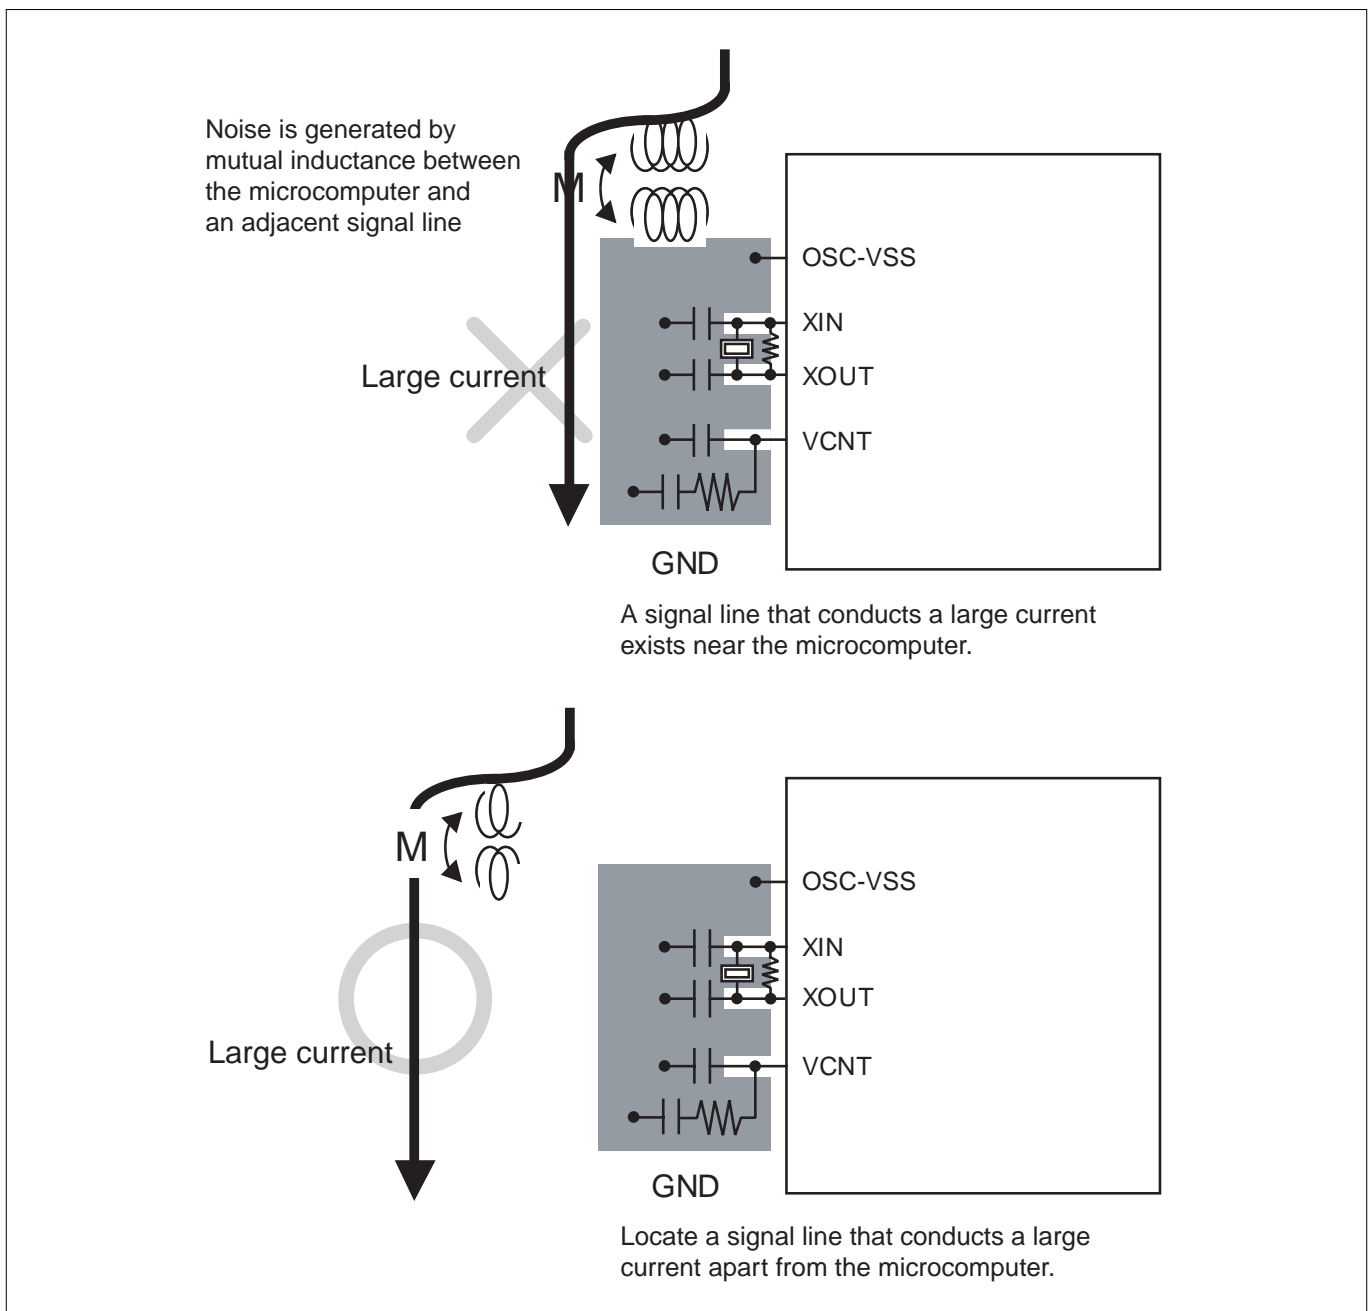 Noise is generated by
mutual inductance between
the microcomputer and
an adjacent signal line
M
OSC-VSS
XIN
XOUT
VCNT
Large current
GND
A signal line that conducts a large current
exists near the microcomputer.
M
OSC-VSS
XIN
XOUT
VCNT
Large current
GND
Locate a signal line that conducts a large
current apart from the microcomputer.